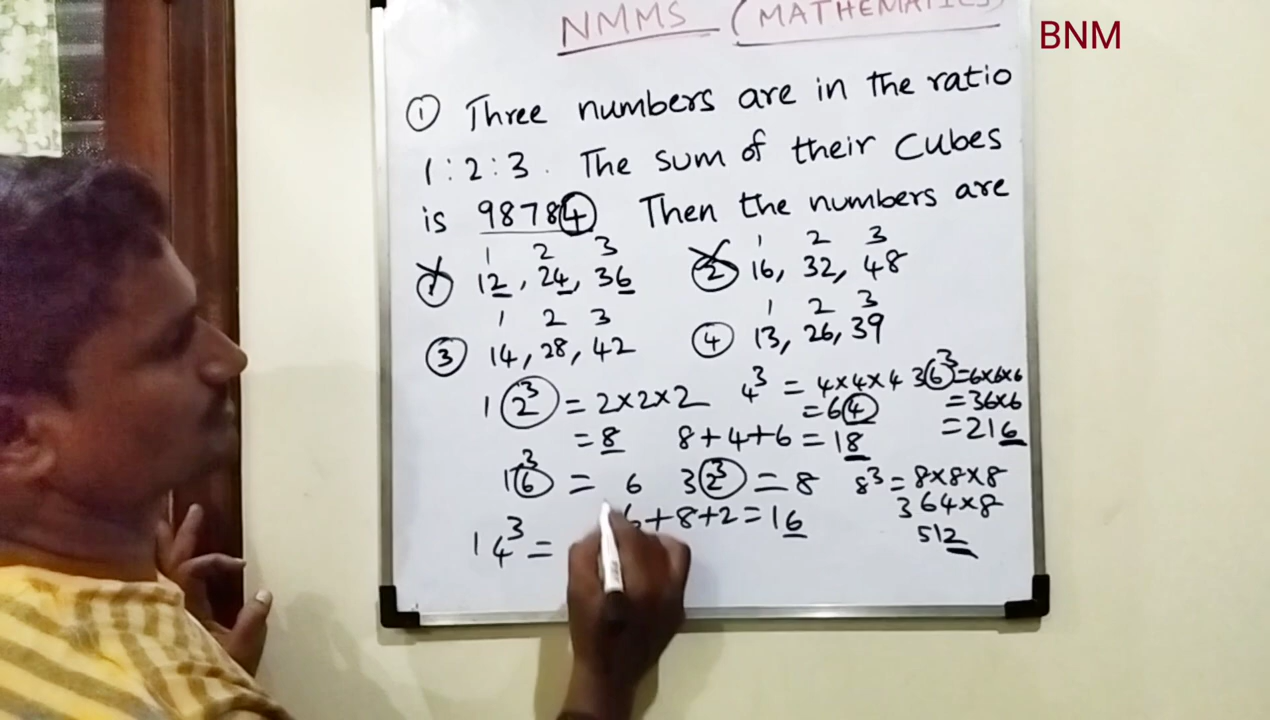 NMMS (MATHEMATICS)
BNM
① Three numbers are in the ratio
1:2:3. The sum of their Cubes
is 98784 Then the numbers are
1 2 3 1 2 3
① 12, 24, 36 ② 16, 32, 48
1 2 3 1 2 3
③ 14, 28, 42 ④ 13, 26, 39
12³ = 2×2×2 4³ = 4×4×4 36³ = 6×6×6
= 64 = 36×6
= 8 8+4+6 = 18 = 216
16³ = 6 32³ = 8 8³ = 8×8×8
6+8+2 = 16 364×8
14³ = 512